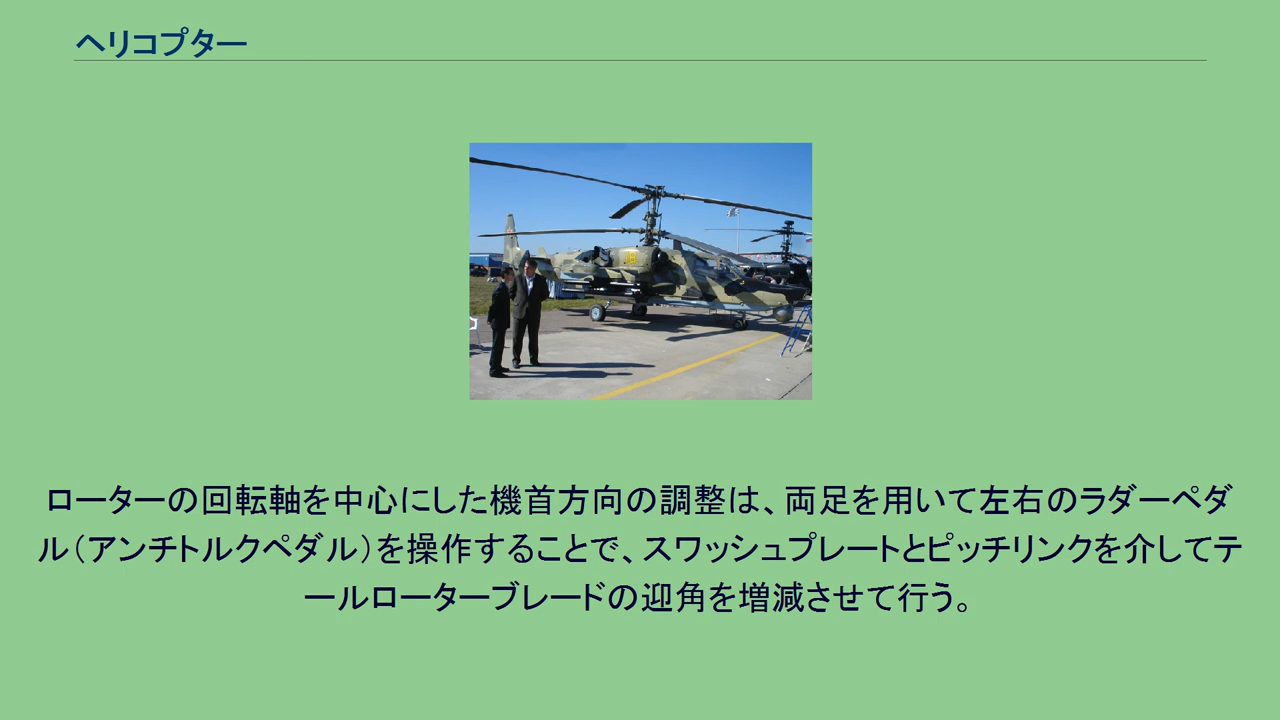 ヘリコプター
ローターの回転軸を中心にした機首方向の調整は、両足を用いて左右のラダーペダ
ル（アンチトルクペダル）を操作することで、スワッシュプレートとピッチリンクを介してテ
ールローターブレードの迎角を増減させて行う。